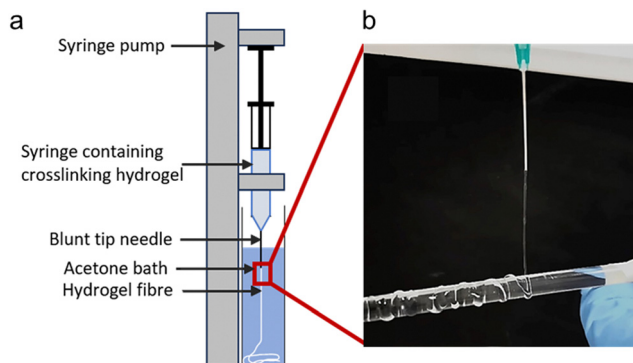 a
Syringe pump
Syringe containing
crosslinking hydrogel
Blunt tip needle
Acetone bath
Hydrogel fibre
b